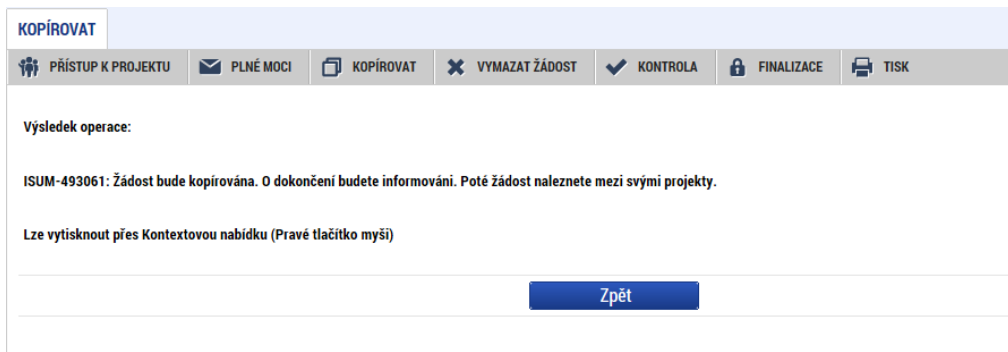 KOPÍROVAT
PŘÍSTUP K PROJEKTU PLNÉ MOCI KOPÍROVAT VYMAZAT ŽÁDOST KONTROLA FINALIZACE TISK
Výsledek operace:
ISUM-493061: Žádost bude kopírována. O dokončení budete informováni. Poté žádost naleznete mezi svými projekty.
Lze vytisknout přes Kontextovou nabídku (Pravé tlačítko myši)
Zpět